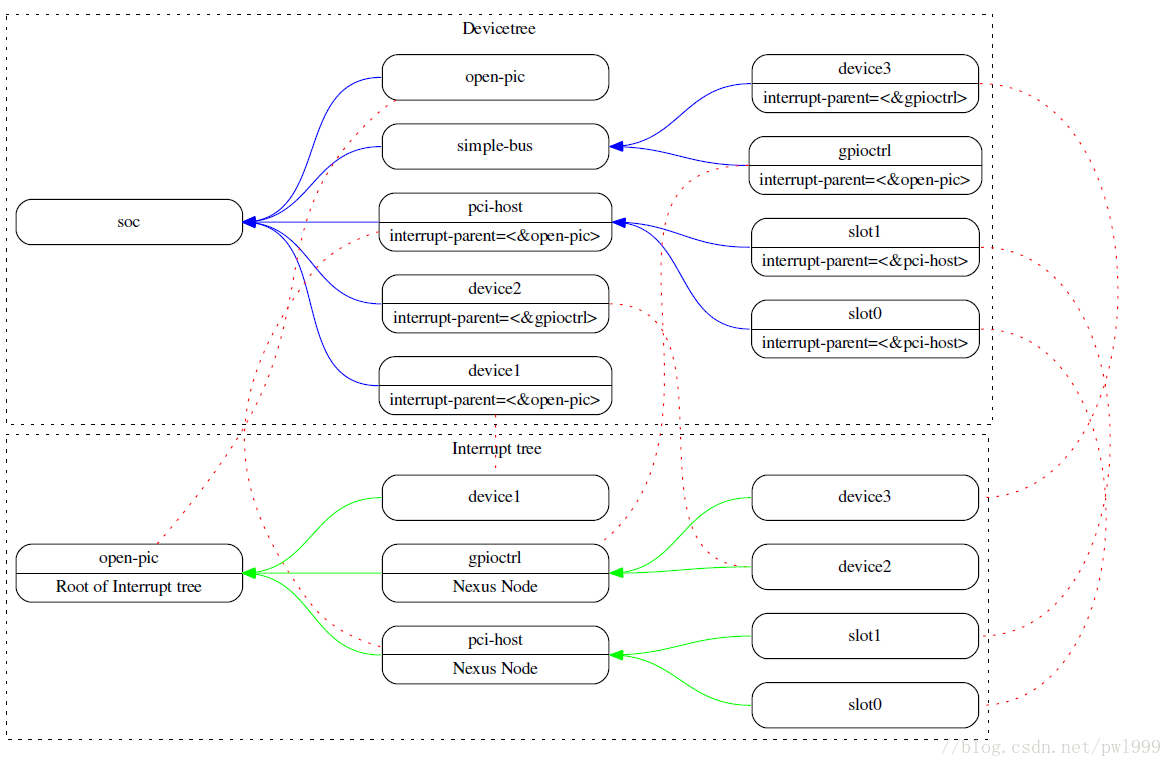 Devicetree
open-pic
simple-bus
soc
pci-host
interrupt-parent=<&open-pic>
device2
interrupt-parent=<&gpioctrl>
device1
interrupt-parent=<&open-pic>
device3
interrupt-parent=<&gpioctrl>
gpioctrl
interrupt-parent=<&open-pic>
slot1
interrupt-parent=<&pci-host>
slot0
interrupt-parent=<&pci-host>
Interrupt tree
open-pic
Root of Interrupt tree
device1
gpioctrl
Nexus Node
pci-host
Nexus Node
device3
device2
slot1
slot0
//blog.csdn.net/pwl999